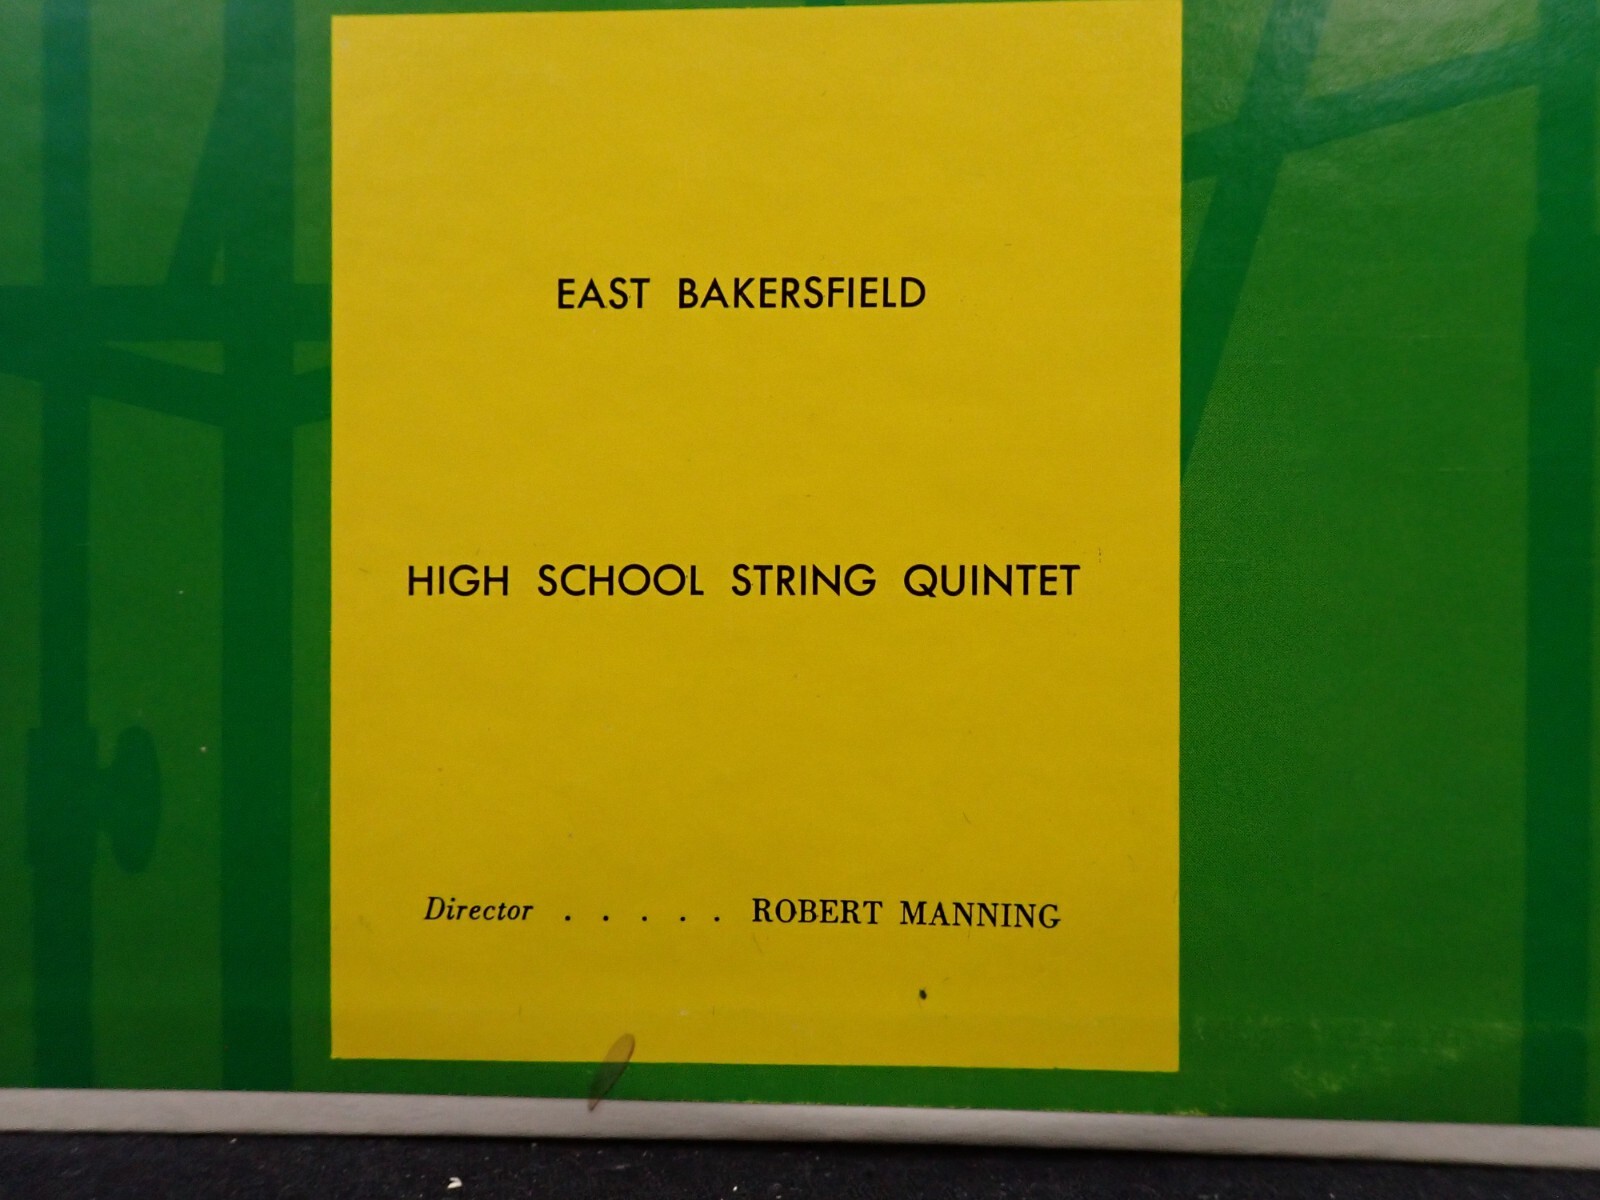 EAST BAKERSFIELD
HIGH SCHOOL STRING QUINTET
Director . . . . . ROBERT MANNING